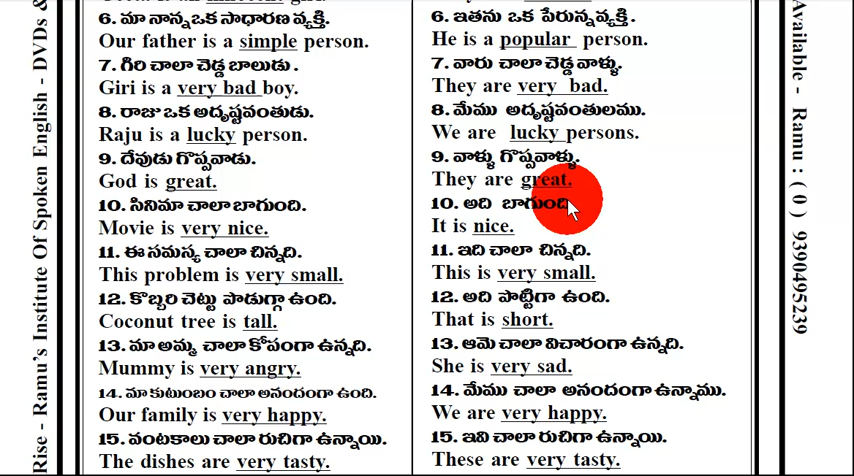 6. మా నాన్న ఒక సాధారణ వ్యక్తి.
Our father is a simple person.
7. గిరి చాలా చెడ్డ బాలుడు.
Giri is a very bad boy.
8. రాజు ఒక అదృష్టవంతుడు.
Raju is a lucky person.
9. దేవుడు గొప్పవాడు.
God is great.
10. సినిమా చాలా బాగుంది.
Movie is very nice.
11. ఈ సమస్య చాలా చిన్నది.
This problem is very small.
12. కొబ్బరి చెట్టు పొడుగ్గా ఉంది.
Coconut tree is tall.
13. మా అమ్మ చాలా కోపంగా ఉన్నది.
Mummy is very angry.
14. మా కుటుంబం చాలా అనందంగా ఉంది.
Our family is very happy.
15. వంటకాలు చాలా రుచిగా ఉన్నాయి.
The dishes are very tasty.
6. ఇతను ఒక పేరున్నవ్యక్తి.
He is a popular person.
7. వారు చాలా చెడ్డ వాళ్ళు.
They are very bad.
8. మేము అదృష్టవంతులము.
We are lucky persons.
9. వాళ్ళు గొప్పవాళ్ళు.
They are great.
10. అది బాగుంది
It is nice.
11. ఇది చాలా చిన్నది.
This is very small.
12. అది పొట్టిగా ఉంది.
That is short.
13. ఆమె చాలా విచారంగా ఉన్నది.
She is very sad.
14. మేము చాలా అనందంగా ఉన్నాము.
We are very happy.
15. ఇవి చాలా రుచిగా ఉన్నాయి.
These are very tasty.
Rise - Ramu's Institute Of Spoken English - DVDs &
Available - Ramu : ( 0 ) 9390495239